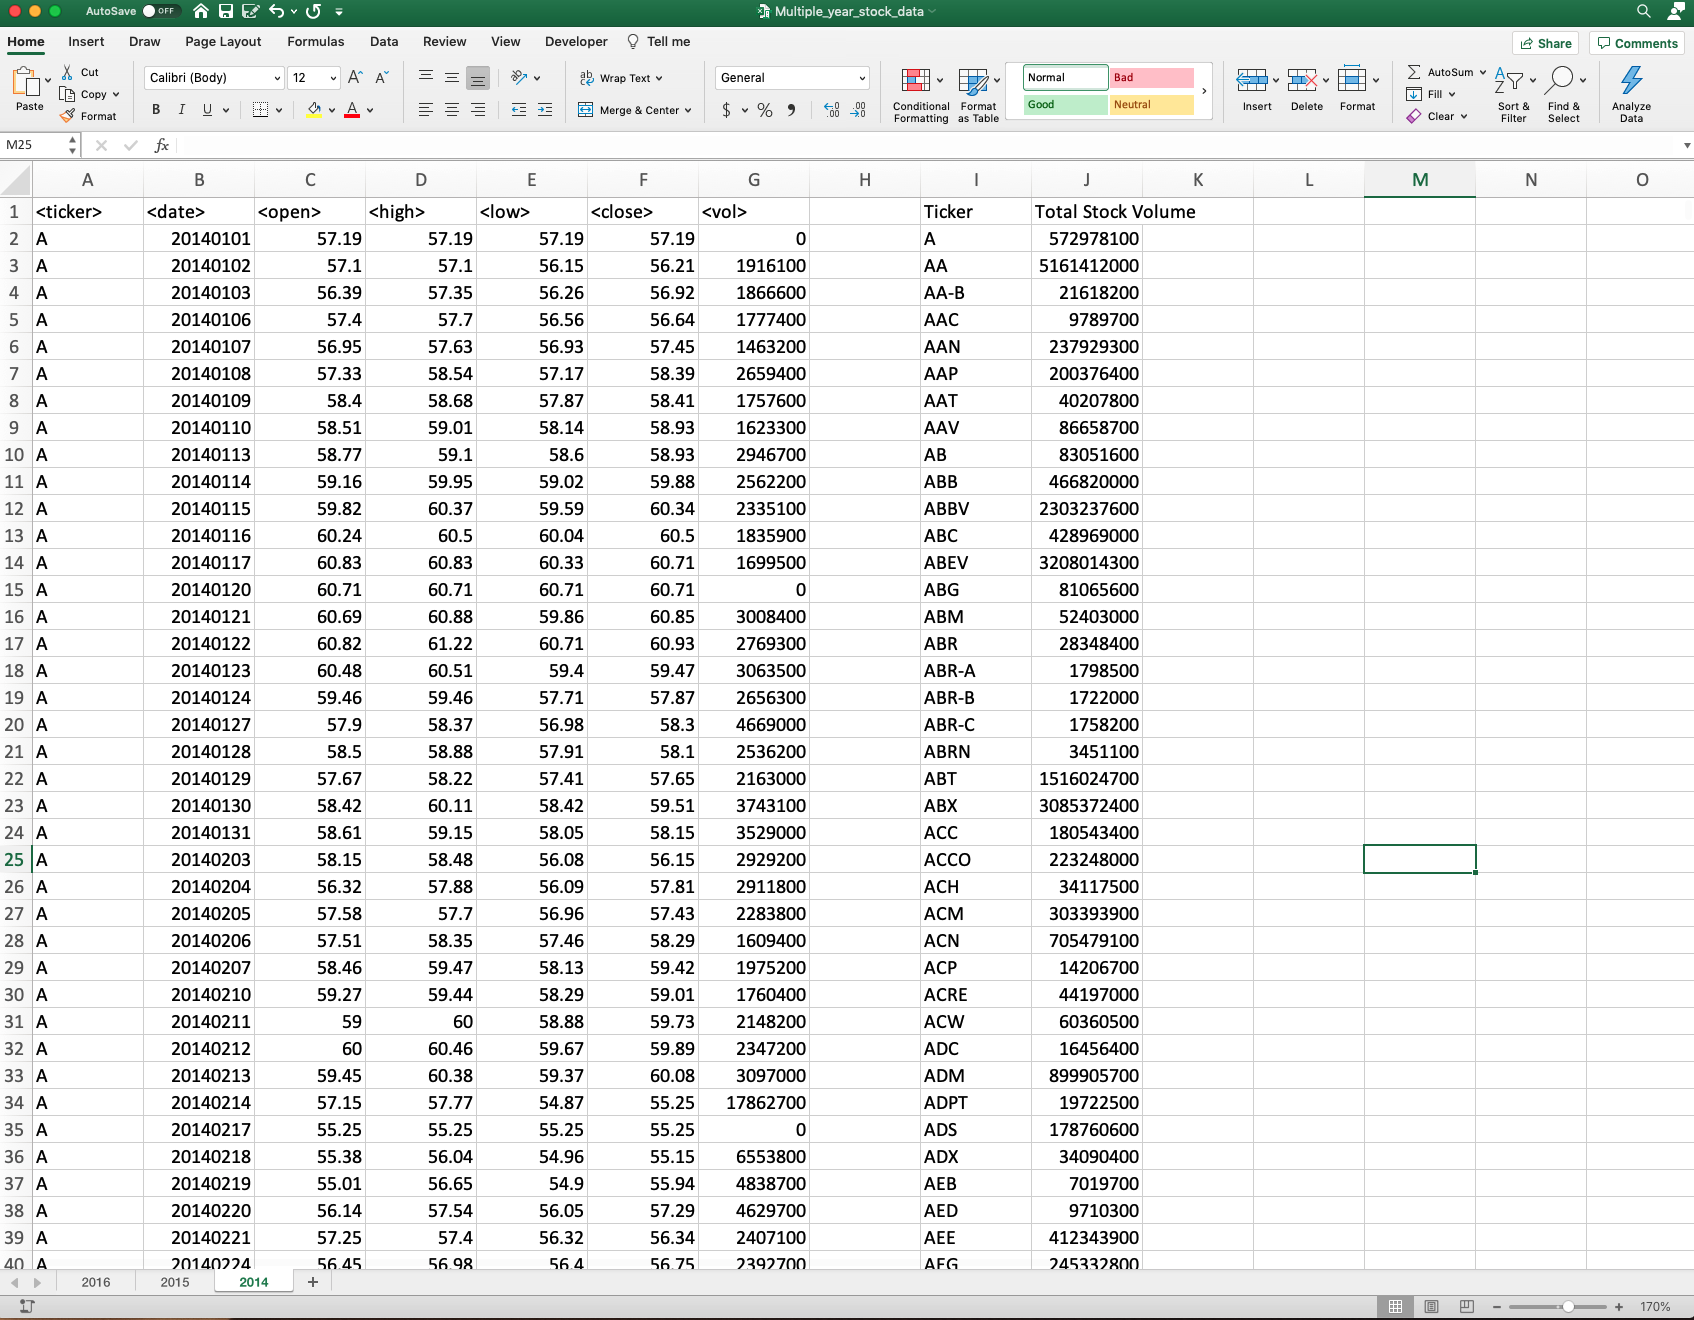 AutoSave OFF Multiple_year_stock_data
Home Insert Draw Page Layout Formulas Data Review View Developer Tell me Share Comments
Paste Cut Copy Format Calibri (Body) 12 A^ A˅ Wrap Text General Normal Bad AutoSum
B I U A Merge & Center $ % Good Neutral Conditional Formatting Format as Table Insert Delete Format Fill Clear Sort & Filter Find & Select Analyze Data
M25 fx
A B C D E F G H I J K L M N O
1 <ticker> <date> <open> <high> <low> <close> <vol> Ticker Total Stock Volume
2 A 20140101 57.19 57.19 57.19 57.19 0 A 572978100
3 A 20140102 57.1 57.1 56.15 56.21 1916100 AA 5161412000
4 A 20140103 56.39 57.35 56.26 56.92 1866600 AA-B 21618200
5 A 20140106 57.4 57.7 56.56 56.64 1777400 AAC 9789700
6 A 20140107 56.95 57.63 56.93 57.45 1463200 AAN 237929300
7 A 20140108 57.33 58.54 57.17 58.39 2659400 AAP 200376400
8 A 20140109 58.4 58.68 57.87 58.41 1757600 AAT 40207800
9 A 20140110 58.51 59.01 58.14 58.93 1623300 AAV 86658700
10 A 20140113 58.77 59.1 58.6 58.93 2946700 AB 83051600
11 A 20140114 59.16 59.95 59.02 59.88 2562200 ABB 466820000
12 A 20140115 59.82 60.37 59.59 60.34 2335100 ABBV 2303237600
13 A 20140116 60.24 60.5 60.04 60.5 1835900 ABC 428969000
14 A 20140117 60.83 60.83 60.33 60.71 1699500 ABEV 3208014300
15 A 20140120 60.71 60.71 60.71 60.71 0 ABG 81065600
16 A 20140121 60.69 60.88 59.86 60.85 3008400 ABM 52403000
17 A 20140122 60.82 61.22 60.71 60.93 2769300 ABR 28348400
18 A 20140123 60.48 60.51 59.4 59.47 3063500 ABR-A 1798500
19 A 20140124 59.46 59.46 57.71 57.87 2656300 ABR-B 1722000
20 A 20140127 57.9 58.37 56.98 58.3 4669000 ABR-C 1758200
21 A 20140128 58.5 58.88 57.91 58.1 2536200 ABRN 3451100
22 A 20140129 57.67 58.22 57.41 57.65 2163000 ABT 1516024700
23 A 20140130 58.42 60.11 58.42 59.51 3743100 ABX 3085372400
24 A 20140131 58.61 59.15 58.05 58.15 3529000 ACC 180543400
25 A 20140203 58.15 58.48 56.08 56.15 2929200 ACCO 223248000
26 A 20140204 56.32 57.88 56.09 57.81 2911800 ACH 34117500
27 A 20140205 57.58 57.7 56.96 57.43 2283800 ACM 303393900
28 A 20140206 57.51 58.35 57.46 58.29 1609400 ACN 705479100
29 A 20140207 58.46 59.47 58.13 59.42 1975200 ACP 14206700
30 A 20140210 59.27 59.44 58.29 59.01 1760400 ACRE 44197000
31 A 20140211 59 60 58.88 59.73 2148200 ACW 60360500
32 A 20140212 60 60.46 59.67 59.89 2347200 ADC 16456400
33 A 20140213 59.45 60.38 59.37 60.08 3097000 ADM 899905700
34 A 20140214 57.15 57.77 54.87 55.25 17862700 ADPT 19722500
35 A 20140217 55.25 55.25 55.25 55.25 0 ADS 178760600
36 A 20140218 55.38 56.04 54.96 55.15 6553800 ADX 34090400
37 A 20140219 55.01 56.65 54.9 55.94 4838700 AEB 7019700
38 A 20140220 56.14 57.54 56.05 57.29 4629700 AED 9710300
39 A 20140221 57.25 57.4 56.32 56.34 2407100 AEE 412343900
40 A 20140224 56.45 56.98 56.4 56.75 2392700 AEG 245332800
2016 2015 2014 +
170%